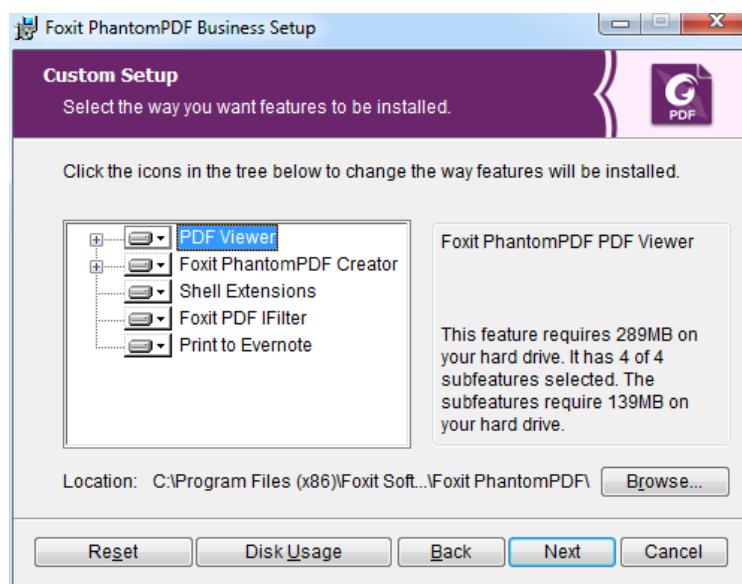 Foxit PhantomPDF Business Setup
Custom Setup
Select the way you want features to be installed.
PDF
Click the icons in the tree below to change the way features will be installed.
PDF Viewer
Foxit PhantomPDF Creator
Shell Extensions
Foxit PDF IFilter
Print to Evernote
Foxit PhantomPDF PDF Viewer
This feature requires 289MB on
your hard drive. It has 4 of 4
subfeatures selected. The
subfeatures require 139MB on
your hard drive.
Location: C:\Program Files (x86)\Foxit Soft...\Foxit PhantomPDF\ Browse...
Reset Disk Usage Back Next Cancel